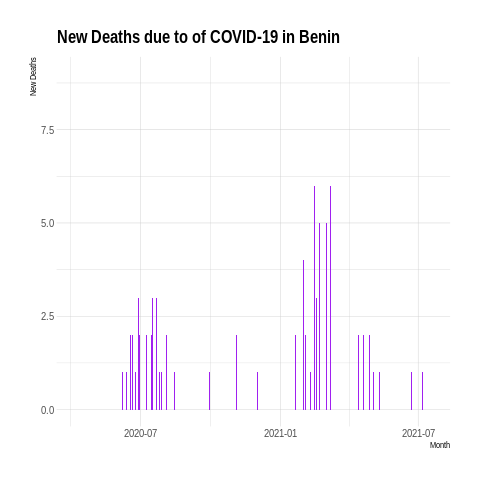 New Deaths due to of COVID-19 in Benin
New Deaths
7.5
5.0
2.5
0.0
2020-07 2021-01 2021-07
Month